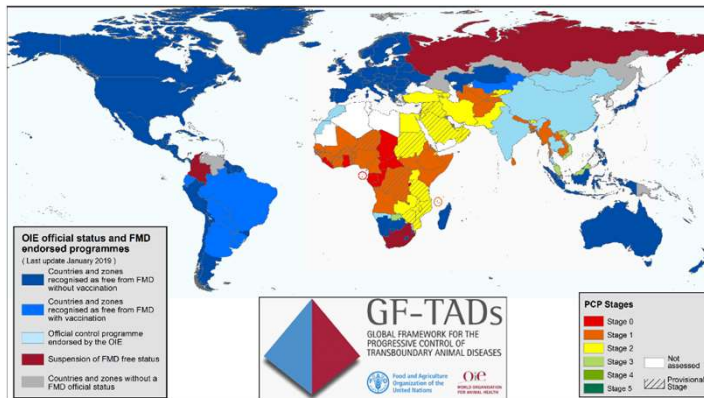 OIE official status and FMD
endorsed programmes
( Last update January 2019 )
Countries and zones
recognised as free from FMD
without vaccination
Countries and zones
recognised as free from FMD
with vaccination
Official control programme
endorsed by the OIE
Suspension of FMD free status
Countries and zones without a
FMD official status
GF-TADs
GLOBAL FRAMEWORK FOR THE
PROGRESSIVE CONTROL OF
TRANSBOUNDARY ANIMAL DISEASES
Food and Agriculture
Organization of the
United Nations
Oie
WORLD ORGANISATION
FOR ANIMAL HEALTH
PCP Stages
Stage 0
Stage 1
Stage 2
Stage 3
Stage 4
Stage 5
Not
assessed
Provisional
Stage